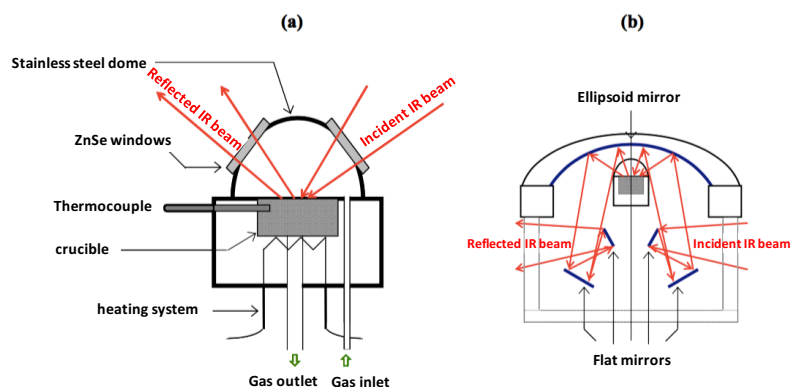 (a)
Stainless steel dome
Reflected IR beam
Incident IR beam
ZnSe windows
Thermocouple
crucible
heating system
Gas outlet
Gas inlet
(b)
Ellipsoid mirror
Reflected IR beam
Incident IR beam
Flat mirrors